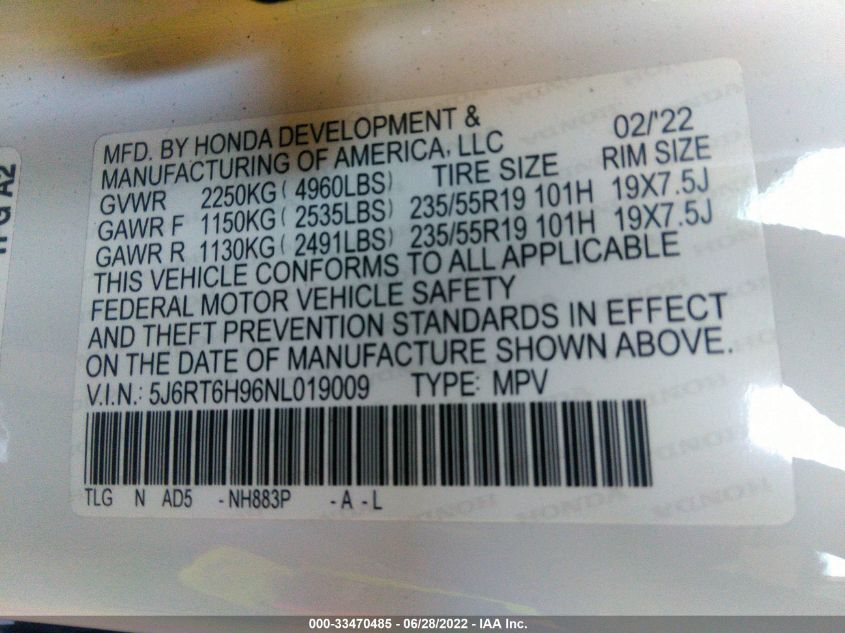 MFD. BY HONDA DEVELOPMENT &
MANUFACTURING OF AMERICA, LLC 02/'22
GVWR 2250KG ( 4960LBS) TIRE SIZE RIM SIZE
GAWR F 1150KG ( 2535LBS) 235/55R19 101H 19X7.5J
GAWR R 1130KG ( 2491LBS) 235/55R19 101H 19X7.5J
THIS VEHICLE CONFORMS TO ALL APPLICABLE
FEDERAL MOTOR VEHICLE SAFETY
AND THEFT PREVENTION STANDARDS IN EFFECT
ON THE DATE OF MANUFACTURE SHOWN ABOVE.
V.I.N.: 5J6RT6H96NL019009 TYPE: MPV
TLG N AD5 -NH883P -A-L
000-33470485 - 06/28/2022 - IAA Inc.